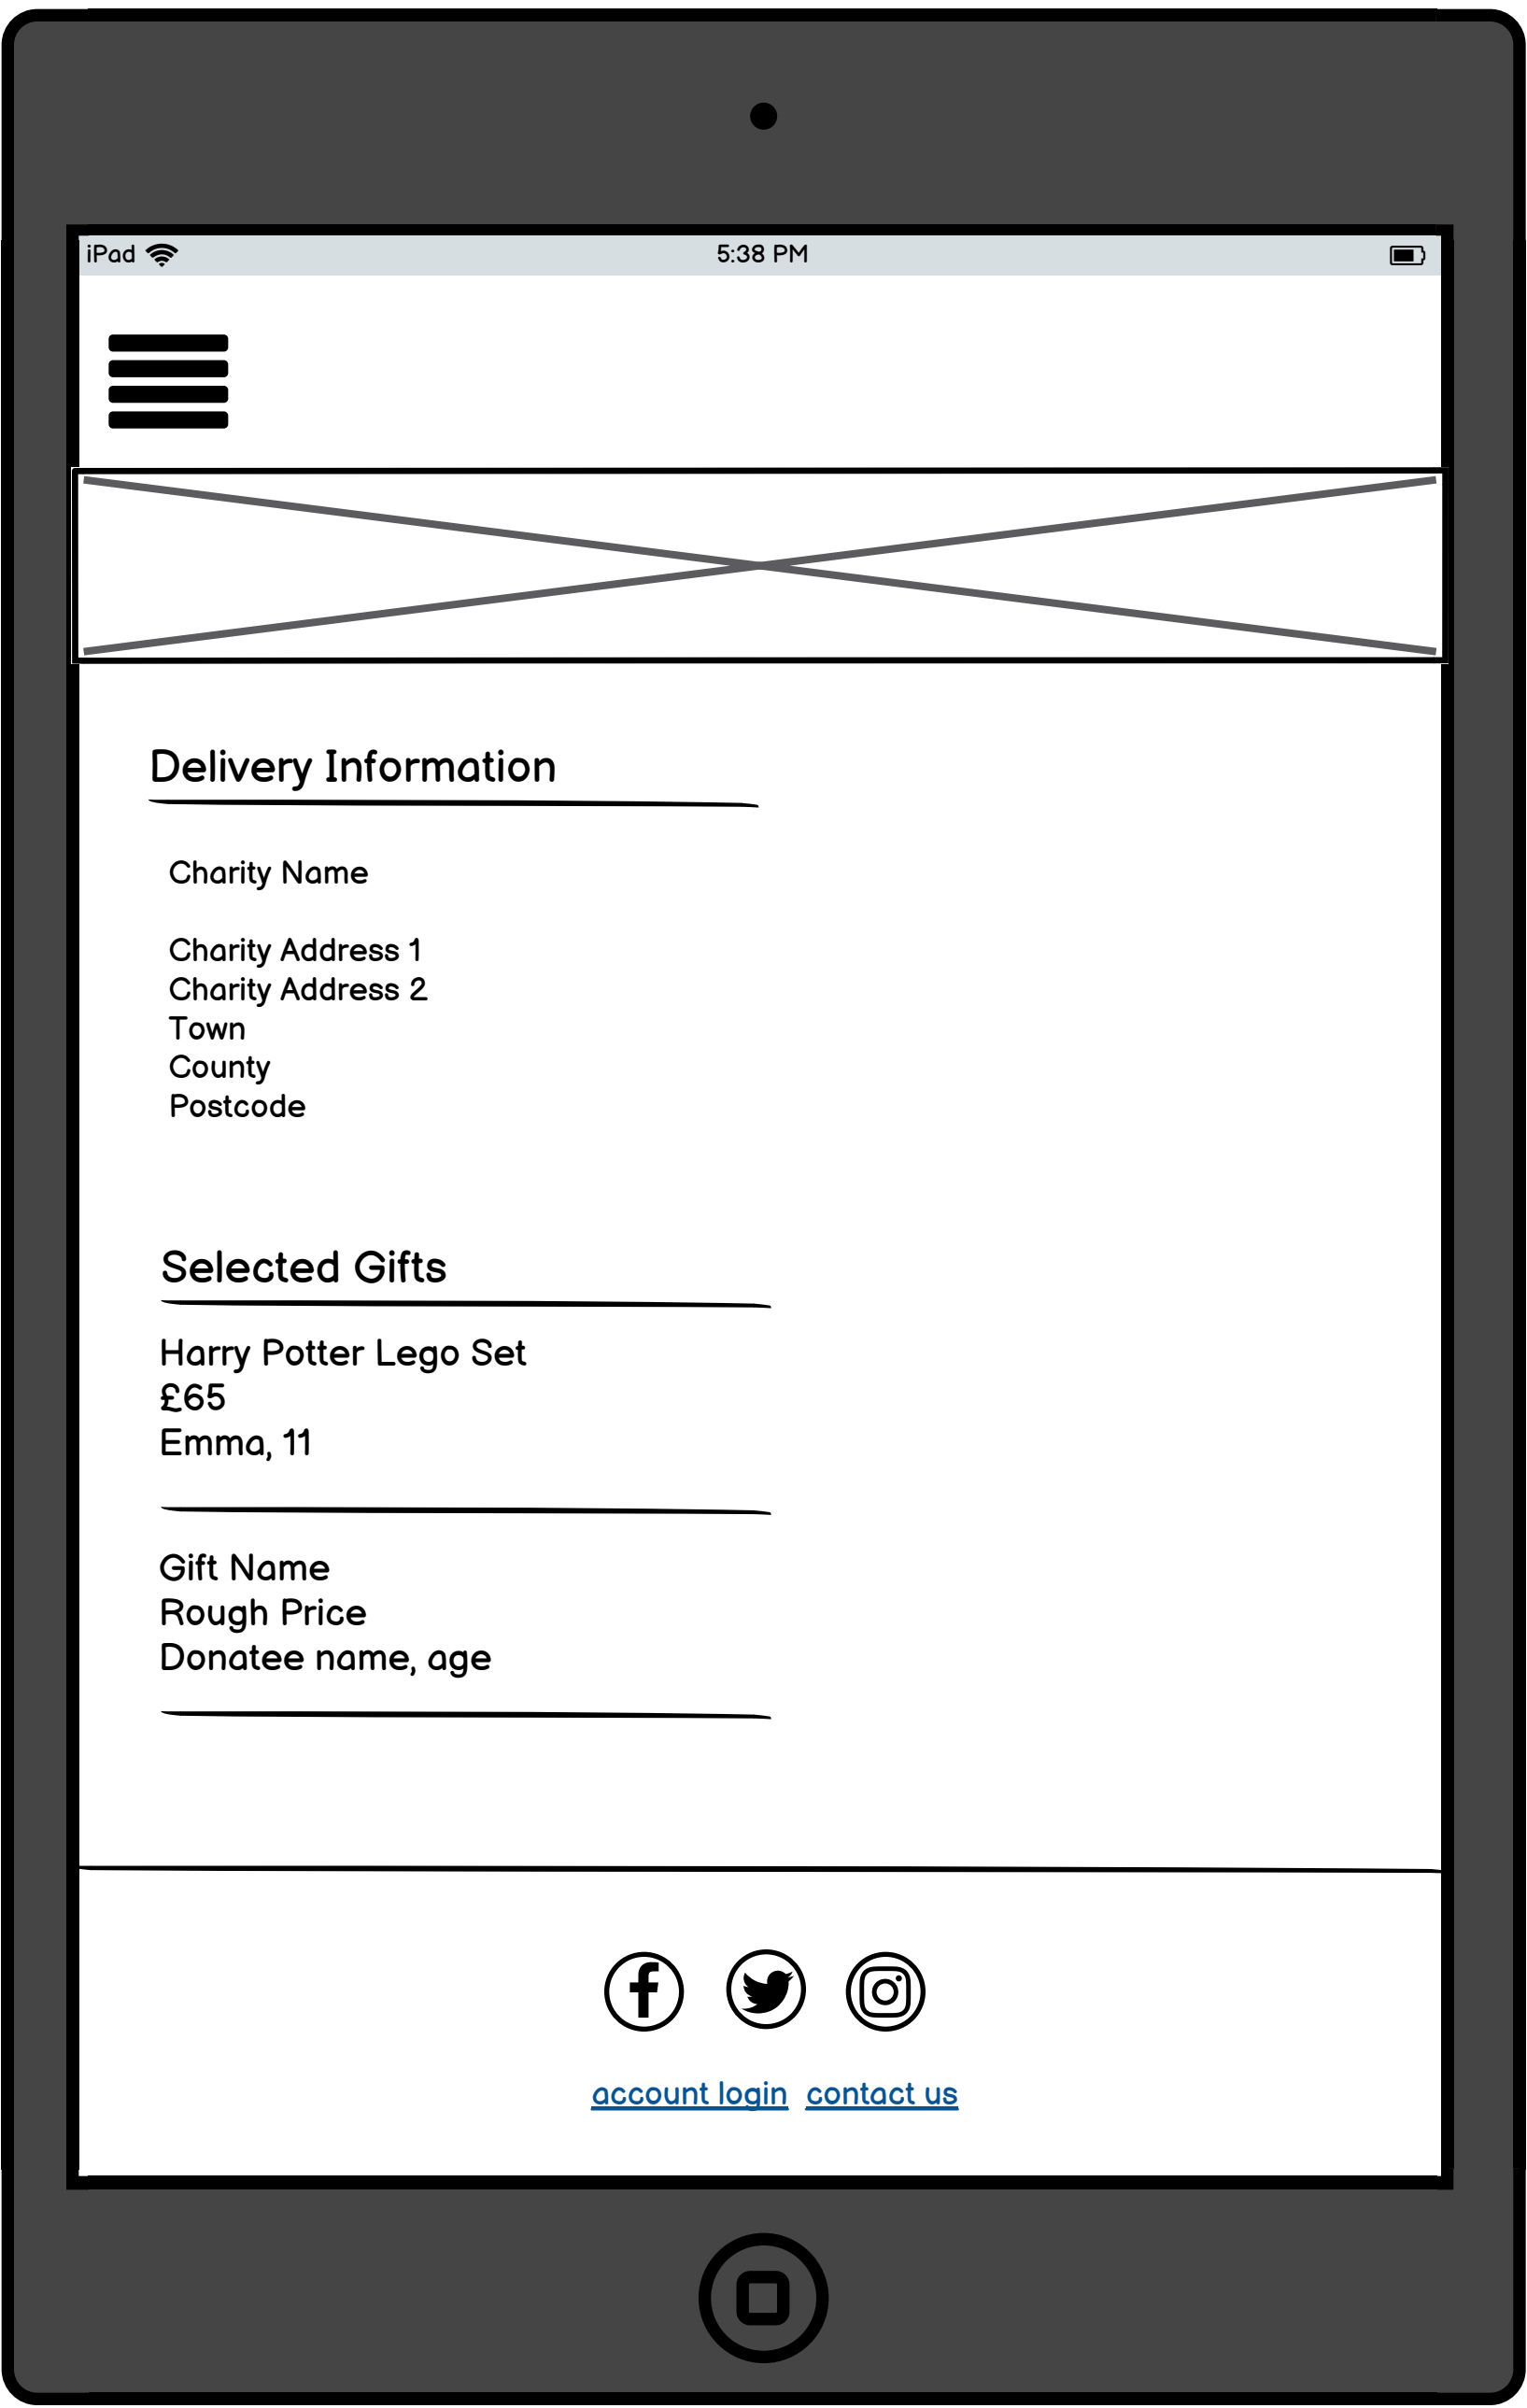 iPad 5:38 PM
Delivery Information
Charity Name
Charity Address 1
Charity Address 2
Town
County
Postcode
Selected Gifts
Harry Potter Lego Set
£65
Emma, 11
Gift Name
Rough Price
Donatee name, age
account login contact us